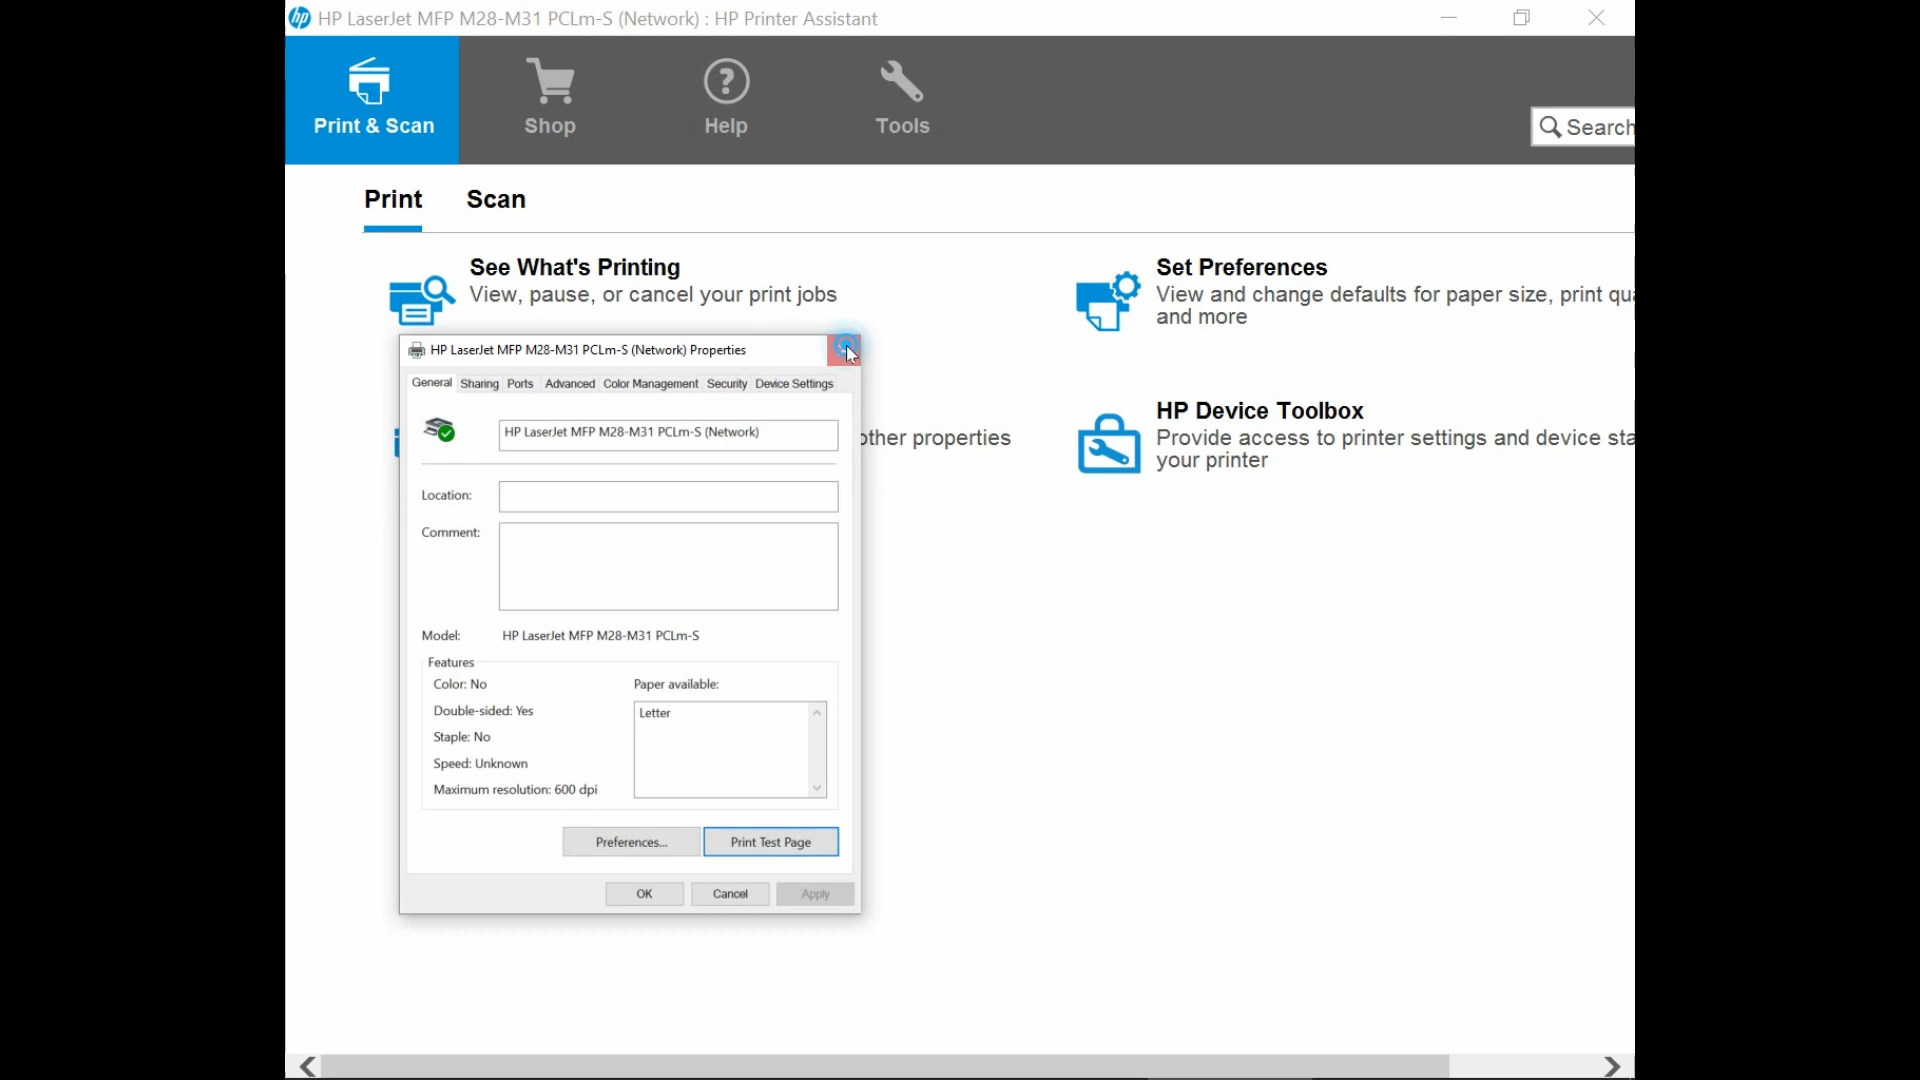 hp HP LaserJet MFP M28-M31 PCLm-S (Network) : HP Printer Assistant
Print & Scan
Shop
?
Help
Tools
Search
Print
Scan
See What's Printing
View, pause, or cancel your print jobs
Set Preferences
View and change defaults for paper size, print qu
and more
HP LaserJet MFP M28-M31 PCLm-S (Network) Properties
General Sharing Ports Advanced Color Management Security Device Settings
HP LaserJet MFP M28-M31 PCLm-S (Network)
other properties
HP Device Toolbox
Provide access to printer settings and device sta
your printer
Location:
Comment:
Model: HP LaserJet MFP M28-M31 PCLm-S
Features
Color: No
Paper available:
Double-sided: Yes
Letter
Staple: No
Speed: Unknown
Maximum resolution: 600 dpi
Preferences...
Print Test Page
OK
Cancel
Apply